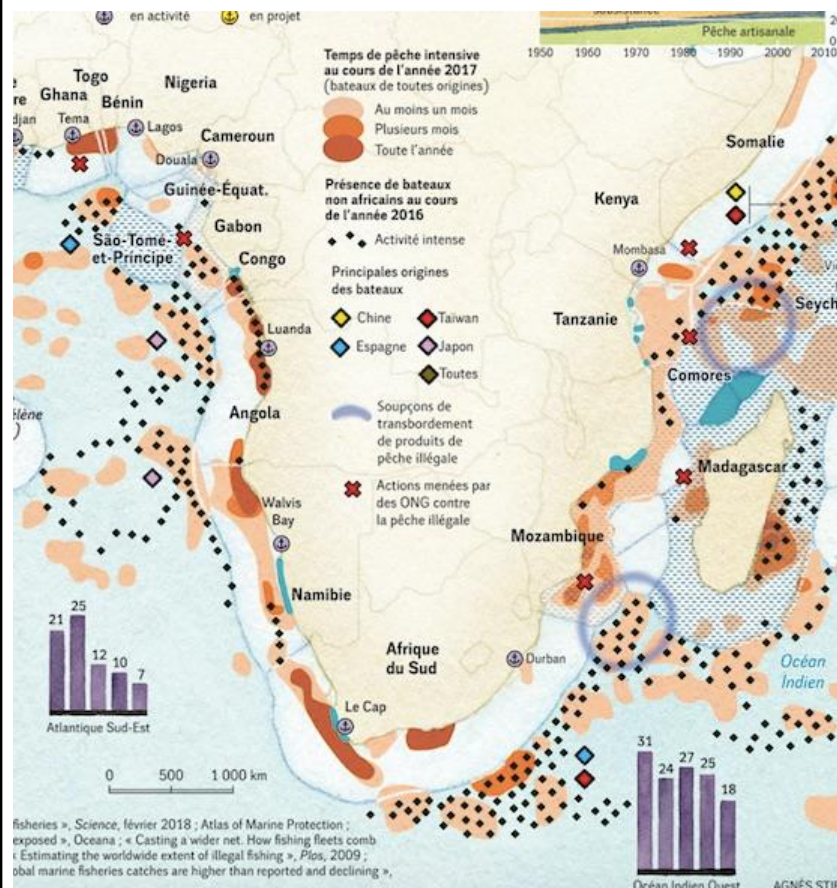 en activité
en projet
Pêche artisanale
1950 1960 1970 1980 1990 2000 2010
Temps de pêche intensive
au cours de l'année 2017
(bateaux de toutes origines)
Au moins un mois
Plusieurs mois
Toute l'année
Présence de bateaux
non africains au cours
de l'année 2016
Activité intense
Principales origines
des bateaux
Chine
Taiwan
Espagne
Japon
Toutes
Soupçons de
transbordement
de produits de
pêche illégale
Actions menées par
des ONG contre
la pêche illégale
Togo
Ghana
Bénin
Nigeria
Tema
Lagos
Cameroun
Douala
Guinée-Équat.
Gabon
São-Tomé-
et-Principe
Congo
Luanda
Angola
Walvis
Bay
Namibie
Afrique
du Sud
Le Cap
Durban
Somalie
Kenya
Mombasa
Tanzanie
Seych
Comores
Madagascar
Mozambique
Océan
Indien
21
25
12
10
7
Atlantique Sud-Est
0 500 1 000 km
31
24
27
25
18
Océan Indien Ouest
fisheries », Science, février 2018 ; Atlas of Marine Protection ;
exposed », Oceana ; « Casting a wider net. How fishing fleets comb
« Estimating the worldwide extent of illegal fishing », Plos, 2009 ;
obal marine fisheries catches are higher than reported and declining »,
AGNÈS STI